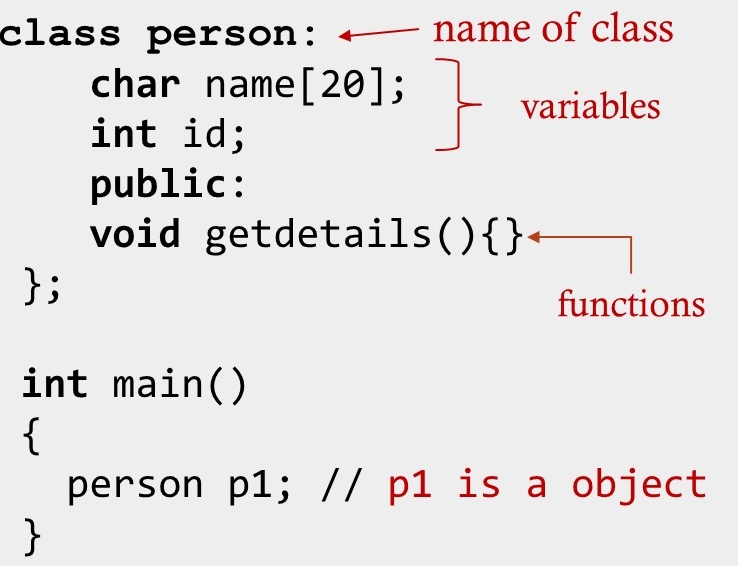 class person: name of class
char name[20];
int id;
variables
public:
void getdetails(){}
};
functions
int main()
{
person p1; // p1 is a object
}